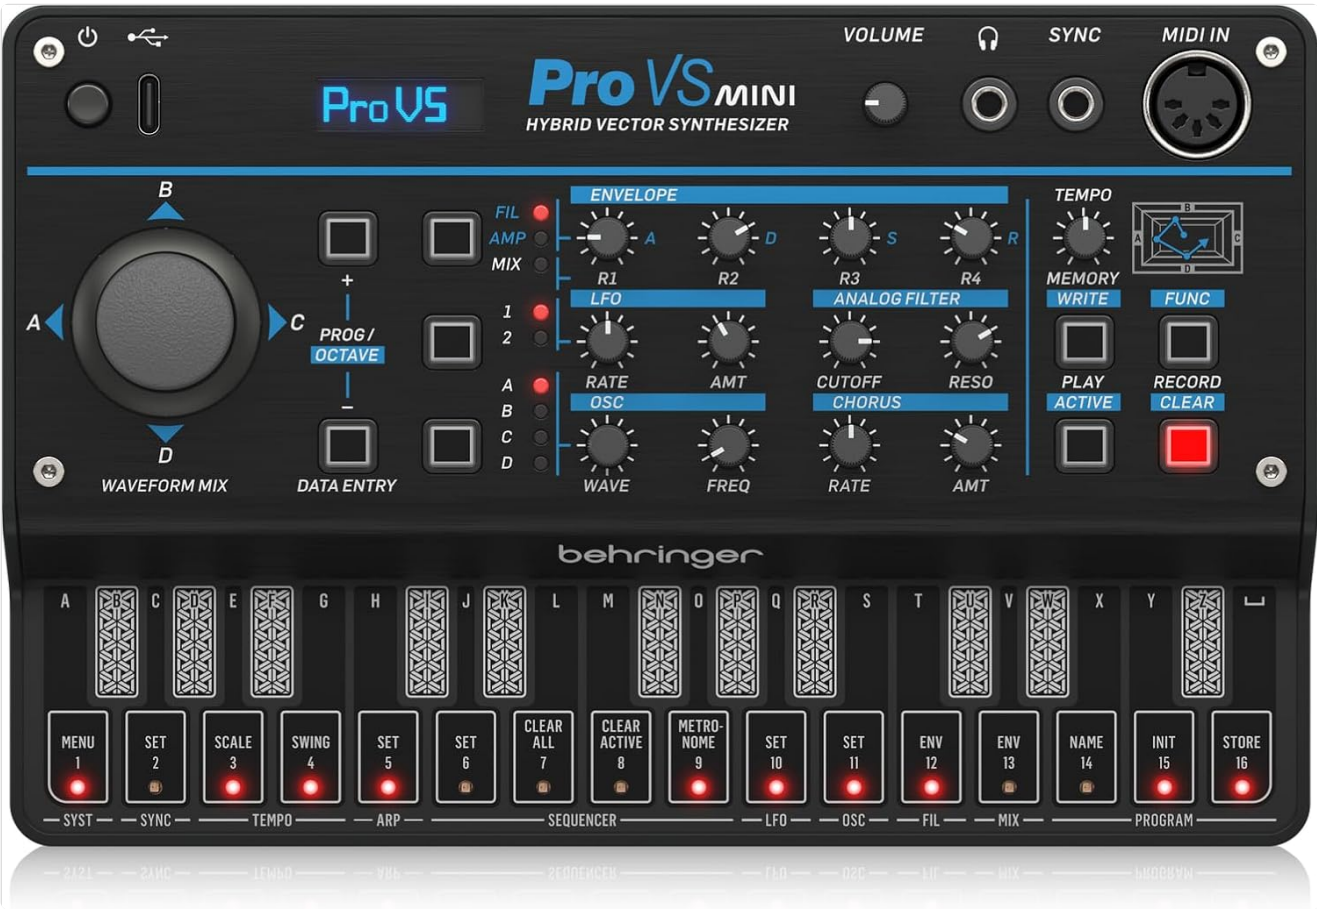 VOLUME SYNC MIDI IN
Pro VS
Pro VS MINI
HYBRID VECTOR SYNTHESIZER
B
A C
D
WAVEFORM MIX
+
PROG /
OCTAVE
−
DATA ENTRY
FIL
AMP
MIX
1
2
A
B
C
D
ENVELOPE
A D S R
R1 R2 R3 R4
LFO ANALOG FILTER
RATE AMT CUTOFF RESO
OSC CHORUS
WAVE FREQ RATE AMT
TEMPO
B
A C
D
MEMORY
WRITE FUNC
PLAY RECORD
ACTIVE CLEAR
behringer
A B C D E F G H I J K L M N O P Q R S T U V W X Y Z
MENU SET SCALE SWING SET SET CLEAR ALL CLEAR ACTIVE METRO-NOME SET SET ENV ENV NAME INIT STORE
1 2 3 4 5 6 7 8 9 10 11 12 13 14 15 16
SYST SYNC TEMPO ARP SEQUENCER LFO OSC FIL MIX PROGRAM